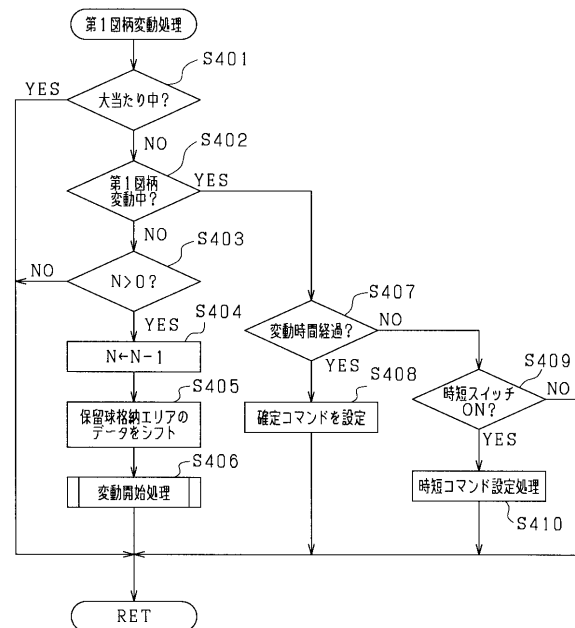 第1図柄変動処理
S401
YES
大当たり中?
NO
S402
第1図柄
変動中?
YES
NO
S403
NO
N>0?
YES
S404
N←N-1
S405
保留球格納エリアの
データをシフト
S406
変動開始処理
S407
変動時間経過?
NO
YES
S408
確定コマンドを設定
S409
時短スイッチ
ON?
NO
YES
時短コマンド設定処理
S410
RET